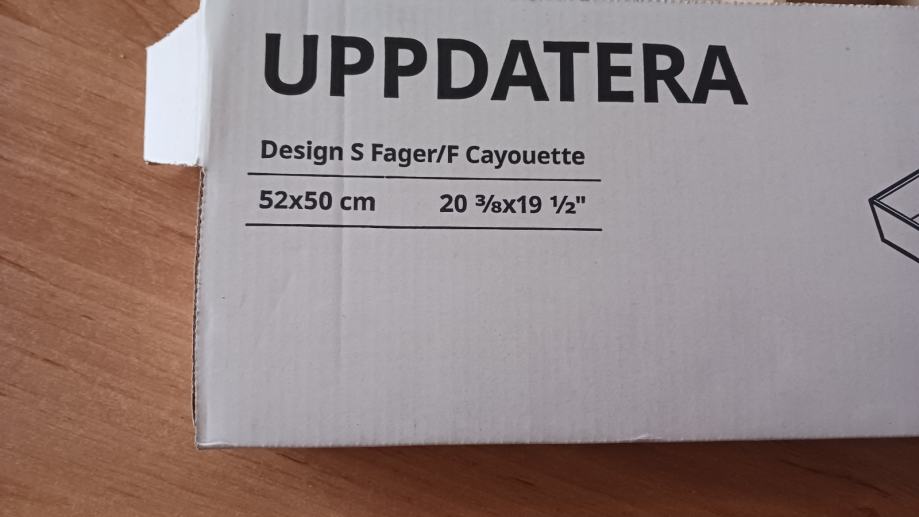 UPPDATERA
Design S Fager/F Cayouette
52x50 cm 20 ⅜x19 ½"